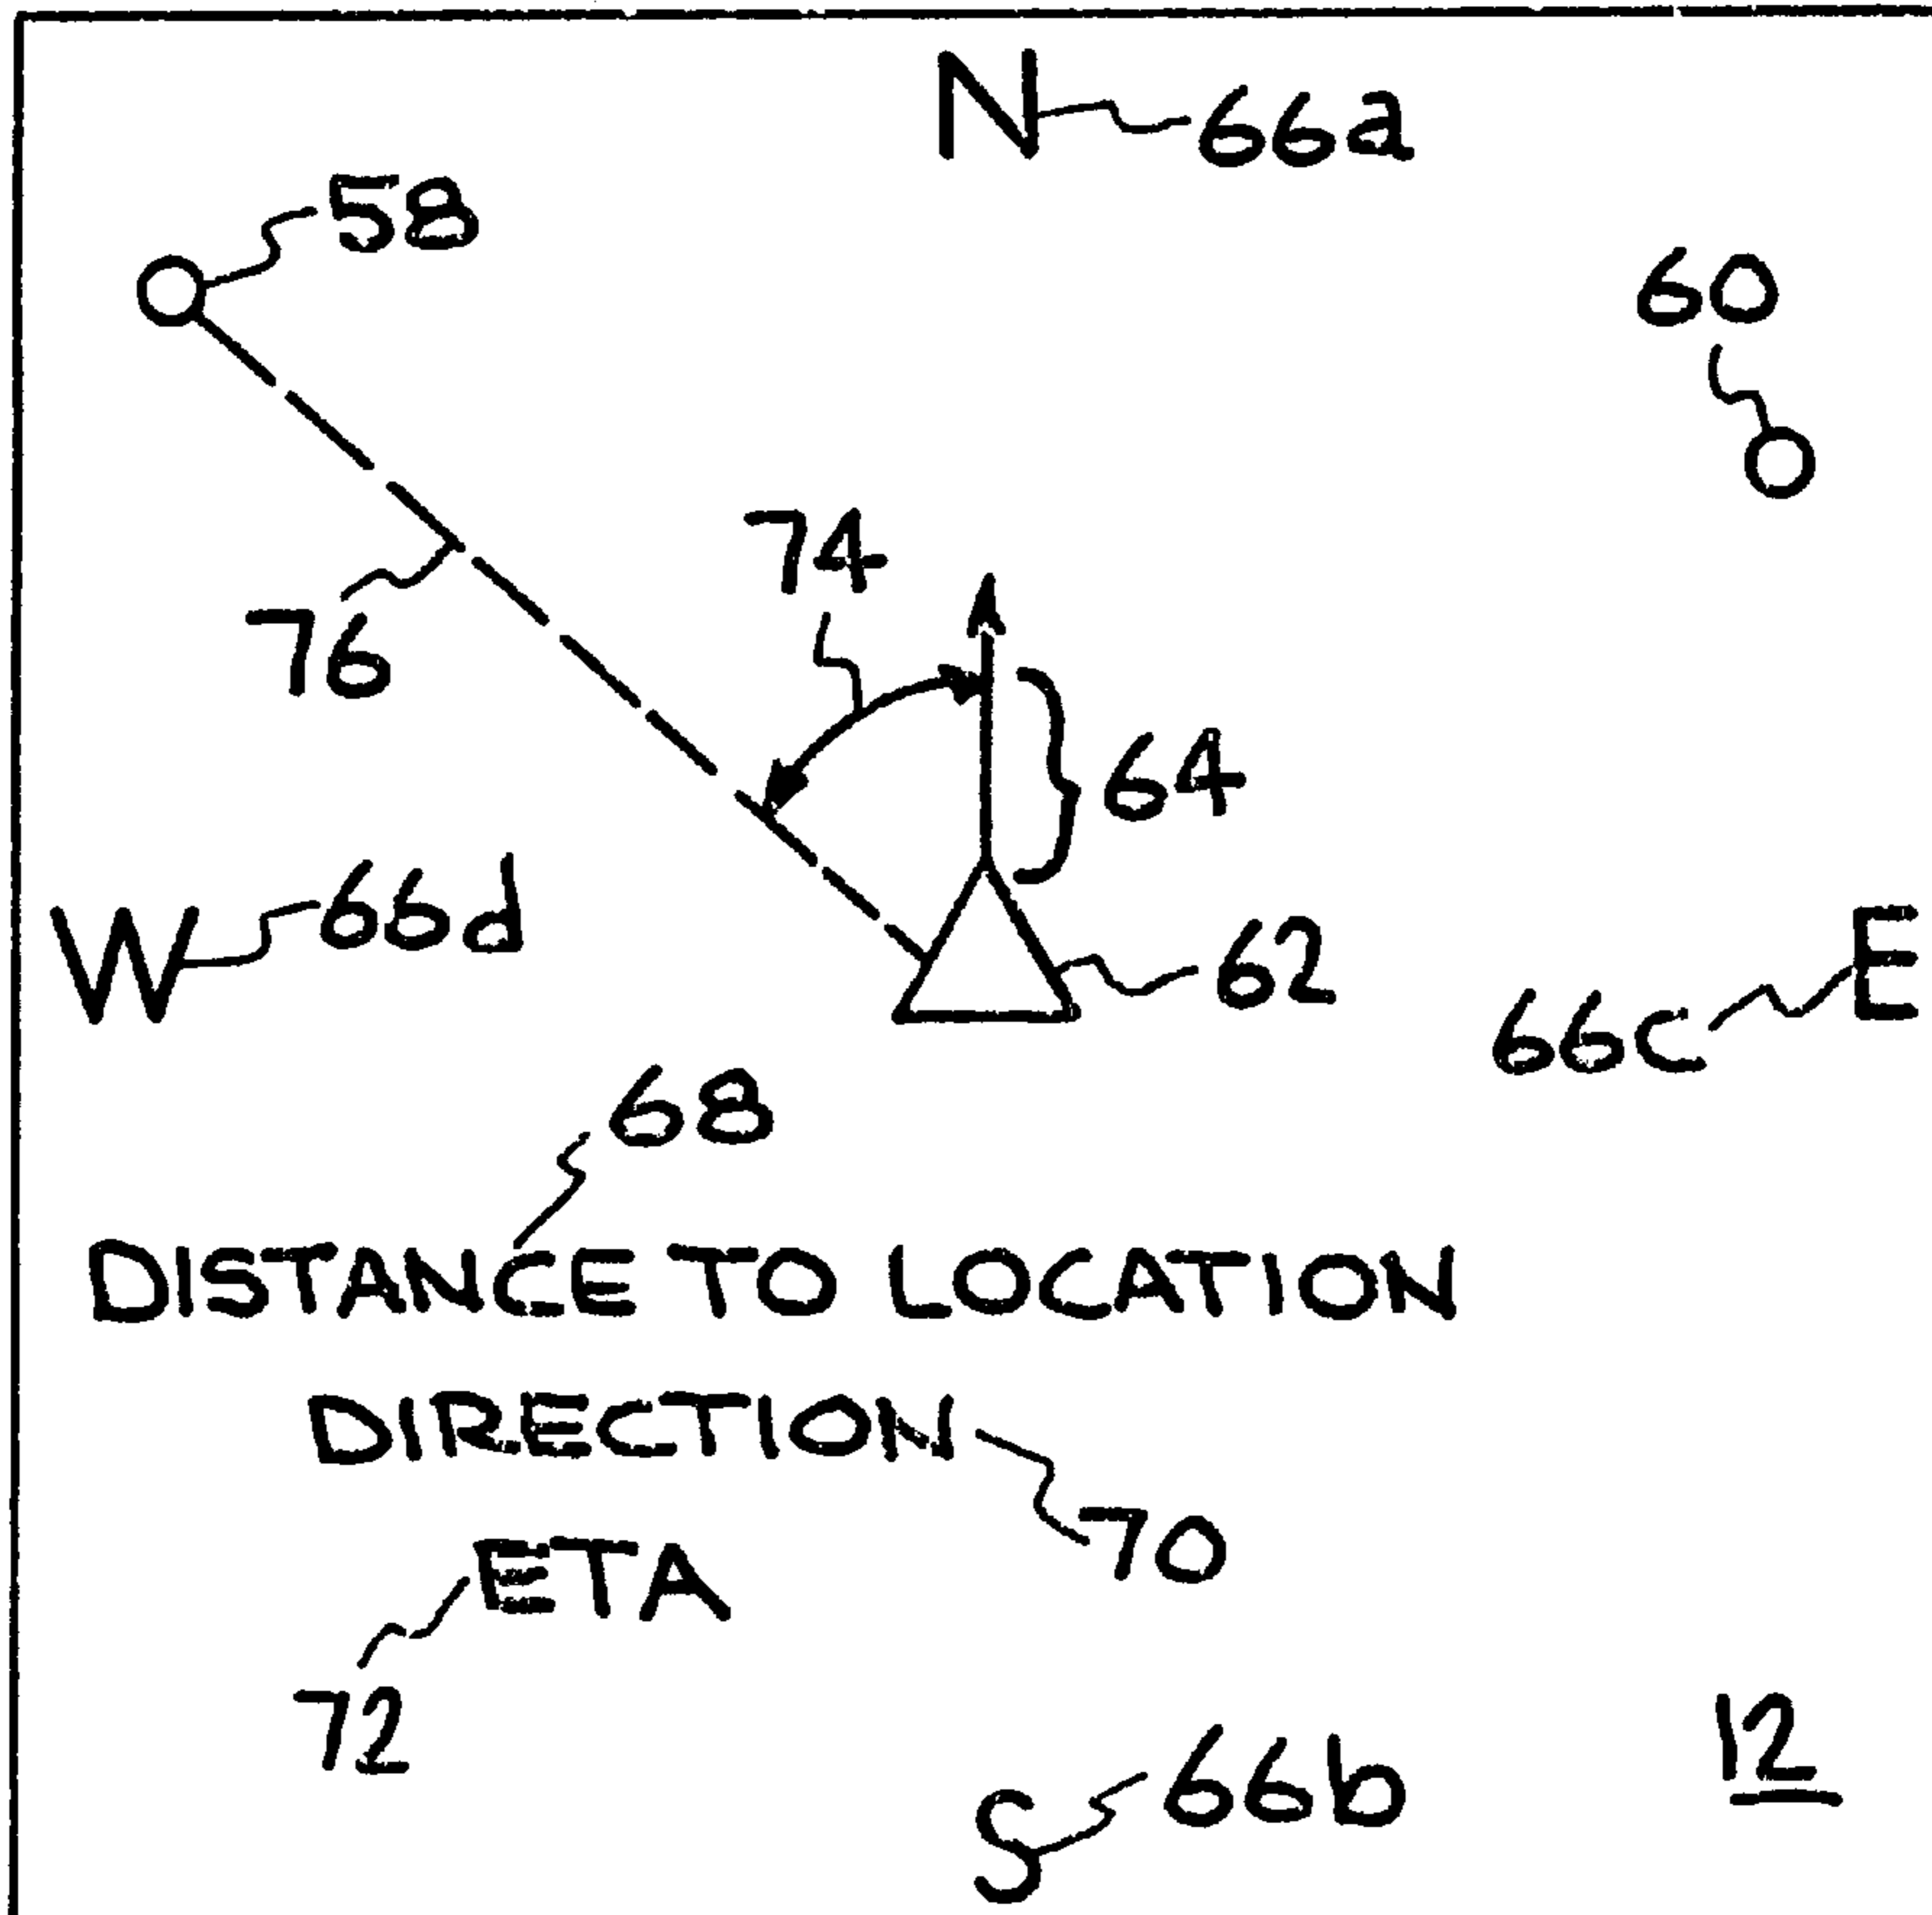 N 66a
58
60
74
76
64
W 66d
62
66c E
68
DISTANCE TO LOCATION
DIRECTION
70
ETA
72
12
S 66b